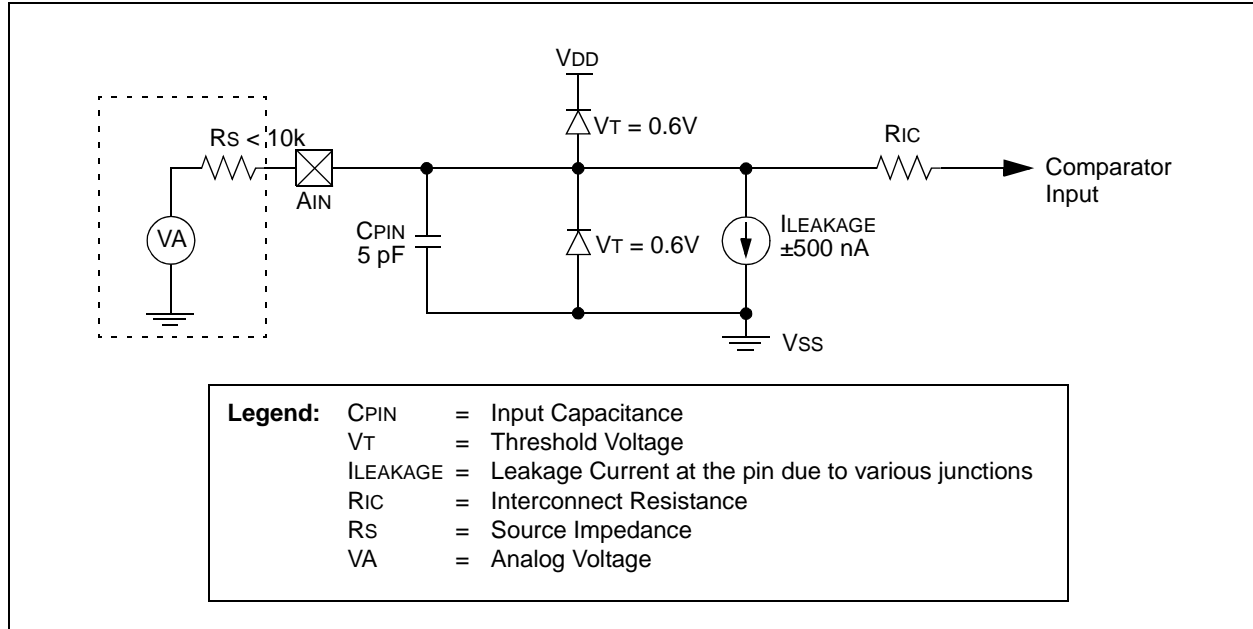 VDD
VT = 0.6V
RS < 10k
RIC
AIN
Comparator
Input
CPIN
5 pF
VA
VT = 0.6V
ILEAKAGE
±500 nA
VSS
Legend: CPIN = Input Capacitance
VT = Threshold Voltage
ILEAKAGE = Leakage Current at the pin due to various junctions
RIC = Interconnect Resistance
RS = Source Impedance
VA = Analog Voltage